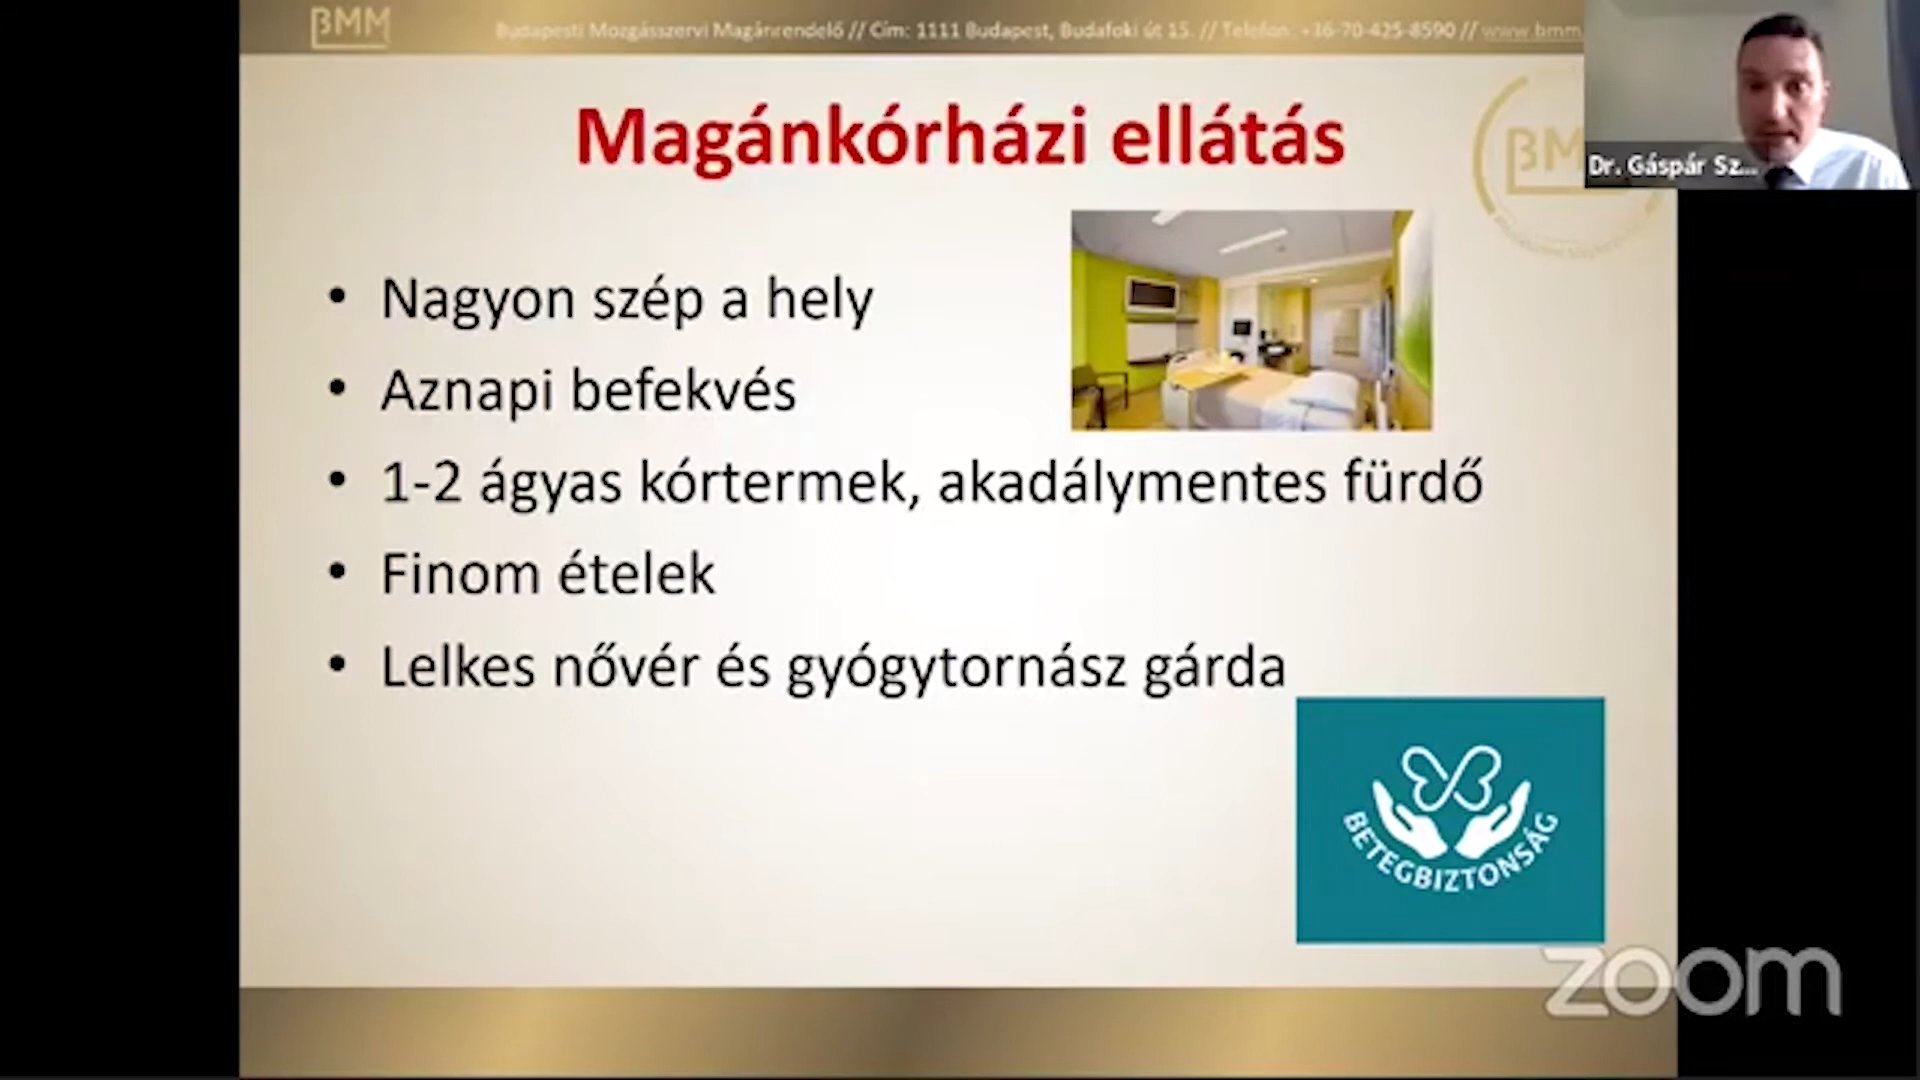 BMM
Budapesti Mozgásszervi Magánrendelő // Cím: 1111 Budapest, Budafoki út 15. // Telefon: +36-70-425-8590 // www.bmm
Magánkórházi ellátás
Dr. Gáspár Sz...
• Nagyon szép a hely
• Aznapi befekvés
• 1-2 ágyas kórtermek, akadálymentes fürdő
• Finom ételek
• Lelkes nővér és gyógytornász gárda
BETEGBIZTONSÁG
zoom